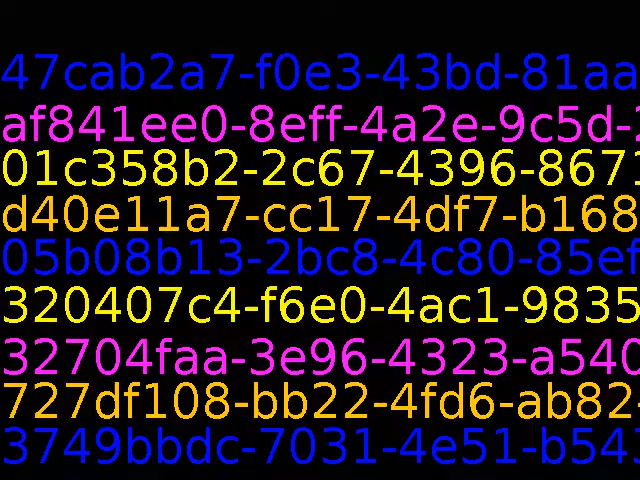 47cab2a7-f0e3-43bd-81aa
af841ee0-8eff-4a2e-9c5d-
01c358b2-2c67-4396-8671
d40e11a7-cc17-4df7-b168
05b08b13-2bc8-4c80-85ef
320407c4-f6e0-4ac1-9835
32704faa-3e96-4323-a540
727df108-bb22-4fd6-ab82-
3749bbdc-7031-4e51-b543